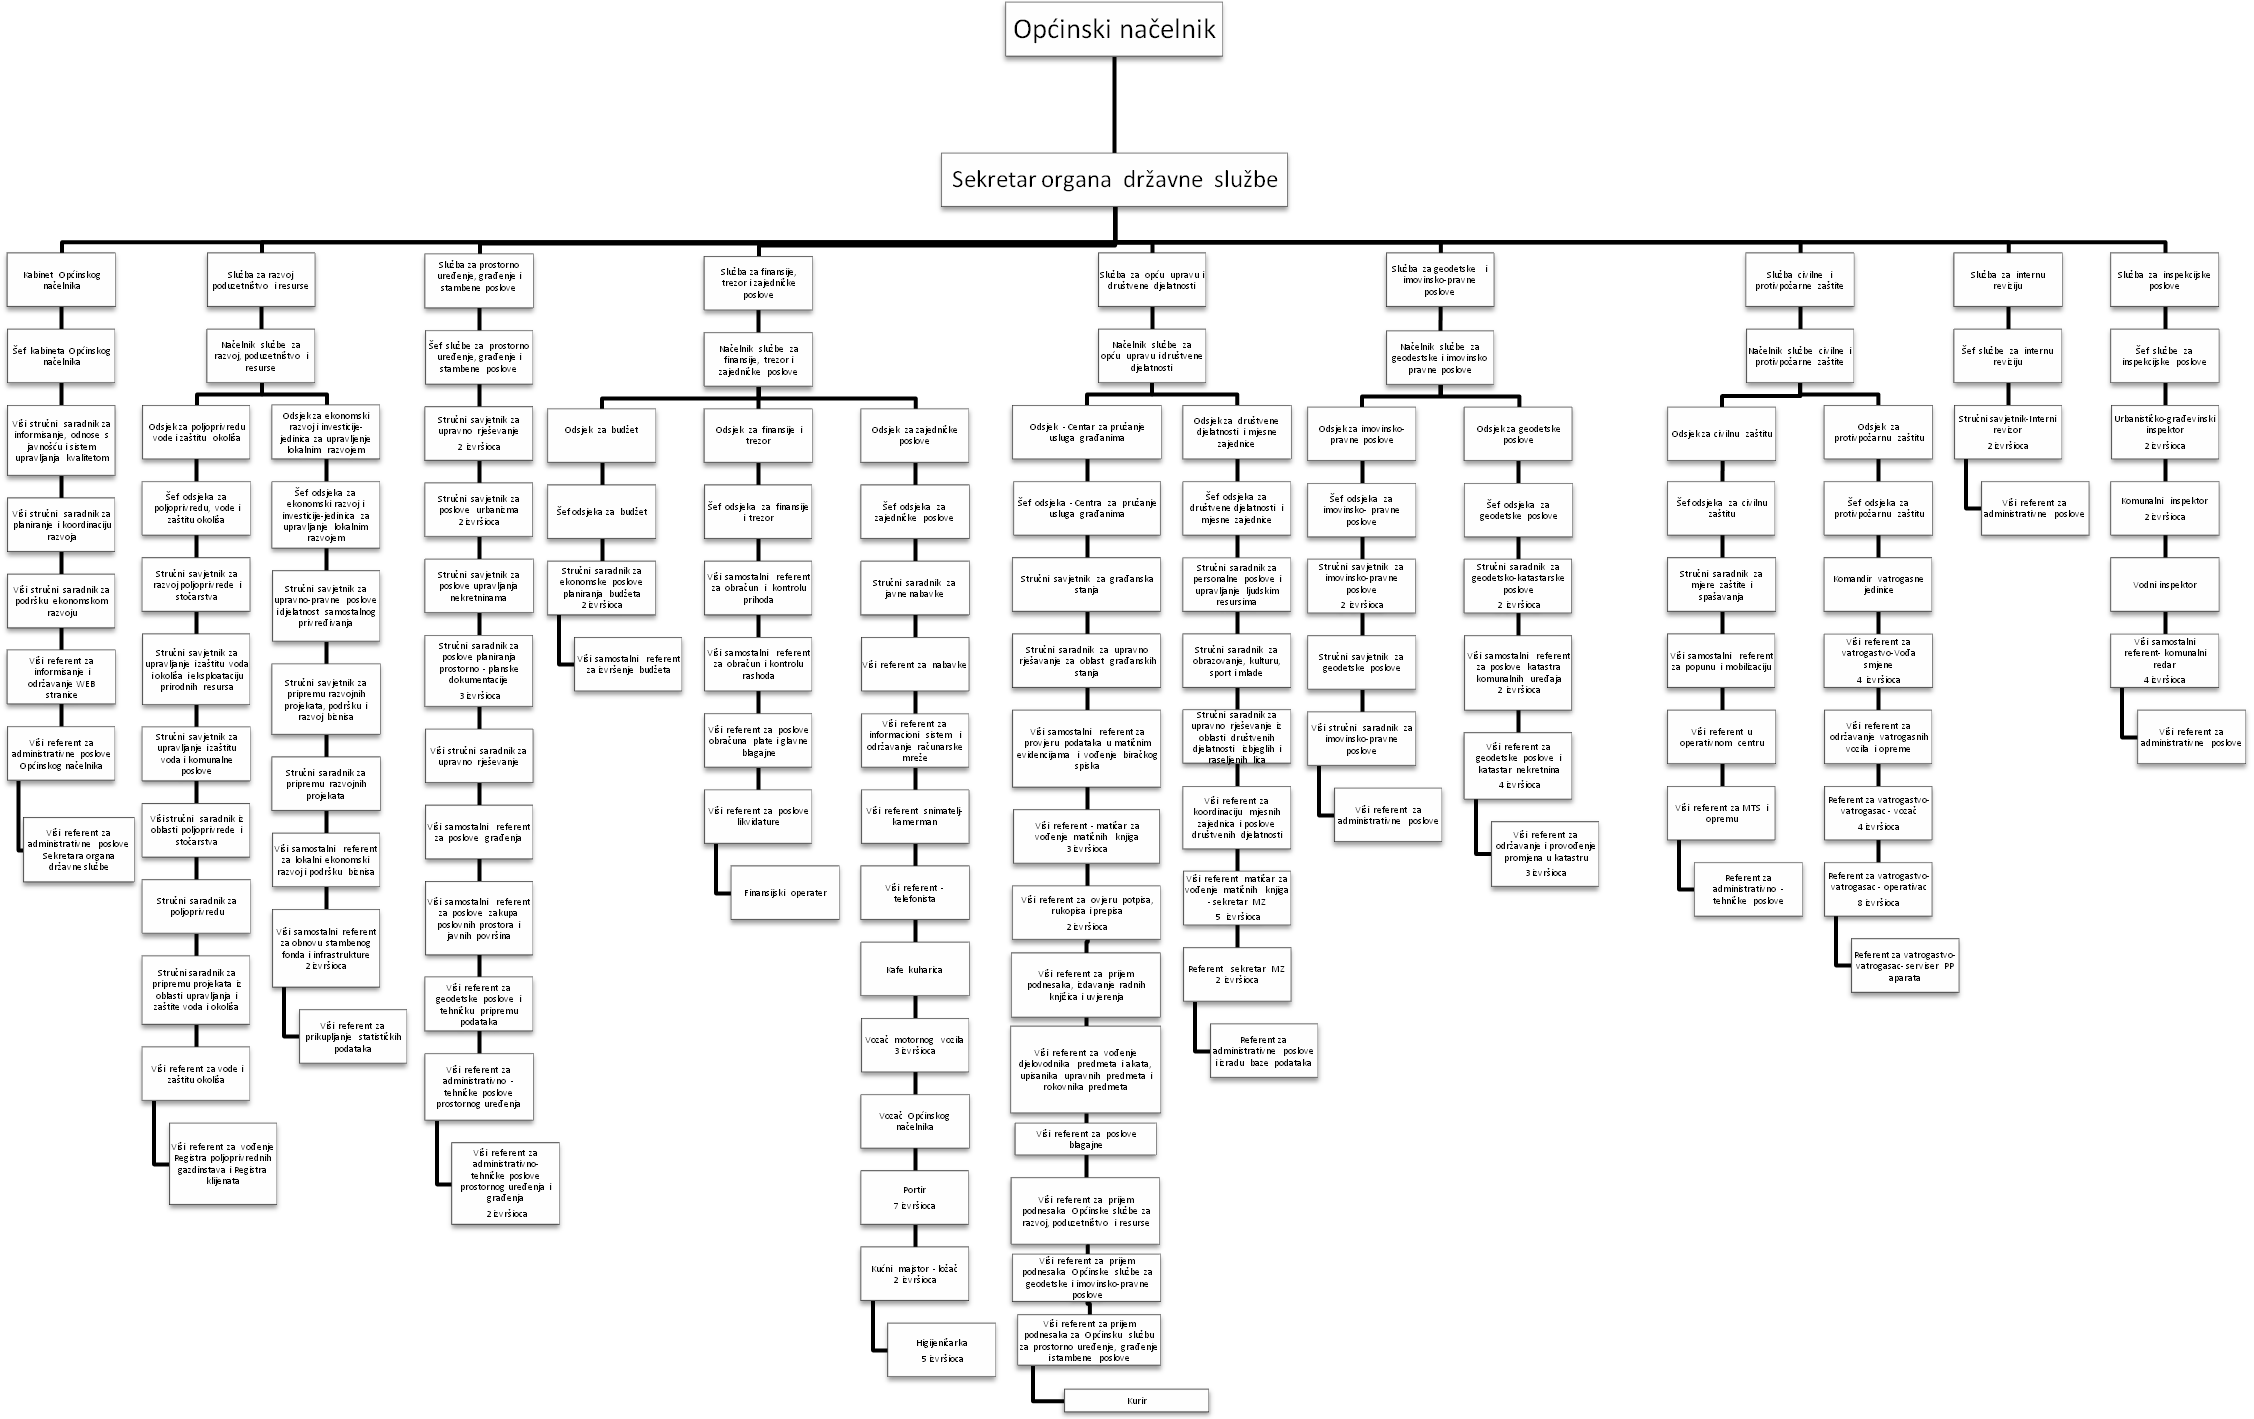 Općinski načelnik
Sekretar organa državne službe
Kabinet Općinskog
načelnika
Šef kabineta Općinskog
načelnika
Viši stručni saradnik za
informisanje, odnose s
javnošću i sistem
upravljanja kvalitetom
Viši stručni saradnik za
planiranje i koordinaciju
razvoja
Viši stručni saradnik za
podršku ekonomskom
razvoju
Viši referent za
informisanje i
održavanje WEB
stranice
Viši referent za
administrativne poslove
Općinskog načelnika
Viši referent za
administrativne poslove
Sekretara organa
državne službe
Služba za razvoj
poduzetništvo i resurse
Načelnik službe za
razvoj, poduzetništvo i
resurse
Odsjek za poljoprivredu
vode i zaštitu okoliša
Šef odsjeka za
poljoprivredu, vode i
zaštitu okoliša
Stručni savjetnik za
razvoj poljoprivrede i
stočarstva
Stručni savjetnik za
upravljanje i zaštitu voda
i okoliša i eksploataciju
prirodnih resursa
Stručni savjetnik za
upravljanje i zaštitu
voda i komunalne
poslove
Viši stručni saradnik iz
oblasti poljoprivrede i
stočarstva
Stručni saradnik za
poljoprivredu
Stručni saradnik za
pripremu projekata iz
oblasti upravljanja i
zaštite voda i okoliša
Viši referent za vode i
zaštitu okoliša
Viši referent za vođenje
Registra poljoprivrednih
gazdinstava i Registra
klijenata
Odsjek za ekonomski
razvoj i investicije-
jedinica za upravljenje
lokalnim razvojem
Šef odsjeka za
ekonomski razvoj i
investicije-jedinica za
upravljanje lokalnim
razvojem
Stručni savjetnik za
upravno-pravne poslove
i djelatnost samostalnog
privređivanja
Stručni savjetnik za
pripremu razvojnih
projekata, podršku i
razvoj biznisa
Stručni saradnik za
pripremu razvojnih
projekata
Viši samostalni referent
za lokalni ekonomski
razvoj i podršku biznisa
Viši samostalni referent
za obnovu stambenog
fonda i infrastrukture
2 izvršioca
Viši referent za
prikupljanje statističkih
podataka
Služba za prostorno
uređenje, građenje i
stambene poslove
Šef službe za prostorno
uređenje, građenje i
stambene poslove
Stručni savjetnik za
upravno rješavanje
2 izvršioca
Stručni savjetnik za
poslove urbanizma
2 izvršioca
Stručni savjetnik za
poslove upravljanja
nekretninama
Stručni saradnik za
poslove planiranja
prostorno - planske
dokumentacije
3 izvršioca
Viši stručni saradnik za
upravno rješavanje
Viši samostalni referent
za poslove građenja
Viši samostalni referent
za poslove zakupa
poslovnih prostora i
javnih površina
Viši referent za
geodetske poslove i
tehničku pripremu
podataka
Viši referent za
administrativno -
tehničke poslove
prostornog uređenja
Viši referent za
administrativno-
tehničke poslove
prostornog uređenja i
građenja
2 izvršioca
Služba za finansije,
trezor i zajedničke
poslove
Načelnik službe za
finansije, trezor i
zajedničke poslove
Odsjek za budžet
Šef odsjeka za budžet
Stručni saradnik za
ekonomske poslove
planiranja budžeta
2 izvršioca
Viši samostalni referent
za izvršenje budžeta
Odsjek za finansije i
trezor
Šef odsjeka za finansije
i trezor
Viši samostalni referent
za obračun i kontrolu
prihoda
Viši samostalni referent
za obračun i kontrolu
rashoda
Viši referent za poslove
obračuna plate i glavne
blagajne
Viši referent za poslove
likvidature
Finansijski operater
Odsjek za zajedničke
poslove
Šef odsjeka za
zajedničke poslove
Stručni saradnik za
javne nabavke
Viši referent za nabavke
Viši referent za
informacioni sistem i
održavanje računarske
mreže
Viši referent snimatelj-
kamerman
Viši referent -
telefonista
Kafe kuharica
Vozač motornog vozila
3 izvršioca
Vozač Općinskog
načelnika
Portir
7 izvršioca
Kućni majstor - ložač
2 izvršioca
Higijeničarka
5 izvršioca
Služba za opću upravu i
društvene djelatnosti
Načelnik službe za
opću upravu i društvene
djelatnosti
Odsjek - Centar za pružanje
usluga građanima
Šef odsjeka - Centra za pružanje
usluga građanima
Stručni savjetnik za građanska
stanja
Stručni saradnik za upravno
rješavanje za oblast građanskih
stanja
Viši samostalni referent za
provjeru podataka u matičnim
evidencijama i vođenje biračkog
spiska
Viši referent - matičar za
vođenje matičnih knjiga
3 izvršioca
Viši referent za ovjeru potpisa,
rukopisa i prepisa
2 izvršioca
Viši referent za prijem
podnesaka, izdavanje radnih
knjižica i uvjerenja
Viši referent za vođenje
djelovodnika predmeta i akata,
upisanika upravnih predmeta i
rokovnika predmeta
Viši referent za poslove
blagajne
Viši referent za prijem
podnesaka Općinske službe za
razvoj, poduzetništvo i resurse
Viši referent za prijem
podnesaka Općinske službe za
geodetske i imovinsko-pravne
poslove
Viši referent za prijem
podnesaka za Općinsku službu
za prostorno uređenje, građenje
i stambene poslove
Kurir
Odsjek za društvene
djelatnosti i mjesne
zajednice
Šef odsjeka za
društvene djelatnosti i
mjesne zajednice
Stručni saradnik za
personalne poslove i
upravljanje ljudskim
resursima
Stručni saradnik za
obrazovanje, kulturu,
sport i mlade
Stručni saradnik za
upravno rješevanje iz
oblasti društvenih
djelatnosti izbjeglih i
raseljenih lica
Viši referent za
koordinaciju mjesnih
zajednica i poslove
društvenih djelatnosti
Viši referent matičar za
vođenje matičnih knjiga
- sekretar MZ
5 izvršioca
Referent sekretar MZ
2 izvršioca
Referent za
administrativne poslove
i izradu baze podataka
Služba za geodetske i
imovinsko-pravne
poslove
Načelnik službe za
geodestske i imovinsko
pravne poslove
Odsjek za imovinsko-
pravne poslove
Šef odsjeka za
imovinsko- pravne
poslove
Stručni savjetnik za
imovinsko-pravne
poslove
2 izvršioca
Stručni savjetnik za
geodetske poslove
Viši stručni saradnik za
imovinsko-pravne
poslove
Viši referent za
administrativne poslove
Odsjek za geodetske
poslove
Šef odsjeka za
geodetske poslove
Stručni saradnik za
geodetsko-katastarske
poslove
2 izvršioca
Viši samostalni referent
za poslove katastra
komunalnih uređaja
2 izvršioca
Viši referent za
geodetske poslove i
katastar nekretnina
4 izvršioca
Viši referent za
održavanje i provođenje
promjena u katastru
3 izvršioca
Služba civilne i
protivpožarne zaštite
Načelnik službe civilne i
protivpožarne zaštite
Odsjek za civilnu zaštitu
Šef odsjeka za civilnu
zaštitu
Stručni saradnik za
mjere zaštite i
spašavanja
Viši samostalni referent
za popunu i mobilizaciju
Viši referent u
operativnom centru
Viši referent za MTS i
opremu
Referent za
administrativno -
tehničke poslove
Odsjek za
protivpožarnu zaštitu
Šef odsjeka za
protivpožarnu zaštitu
Komandir vatrogasne
jedinice
Viši referent za
vatrogastvo-Vođa
smjene
4 izvršioca
Viši referent za
održavanje vatrogasnih
vozila i opreme
Referent za vatrogastvo-
vatrogasac - vozač
4 izvršioca
Referent za vatrogastvo-
vatrogasac - operativac
8 izvršioca
Referent za vatrogastvo-
vatrogasac- serviser PP
aparata
Služba za internu
reviziju
Šef službe za internu
reviziju
Stručni savjetnik-Interni
revizor
2 izvršioca
Viši referent za
administrativne poslove
Služba za inspekcijske
poslove
Šef službe za
inspekcijske poslove
Urbanističko-građevinski
inspektor
2 izvršioca
Komunalni inspektor
2 izvršioca
Vodni inspektor
Viši samostalni
referent- komunalni
redar
4 izvršioca
Viši referent za
administrativne poslove